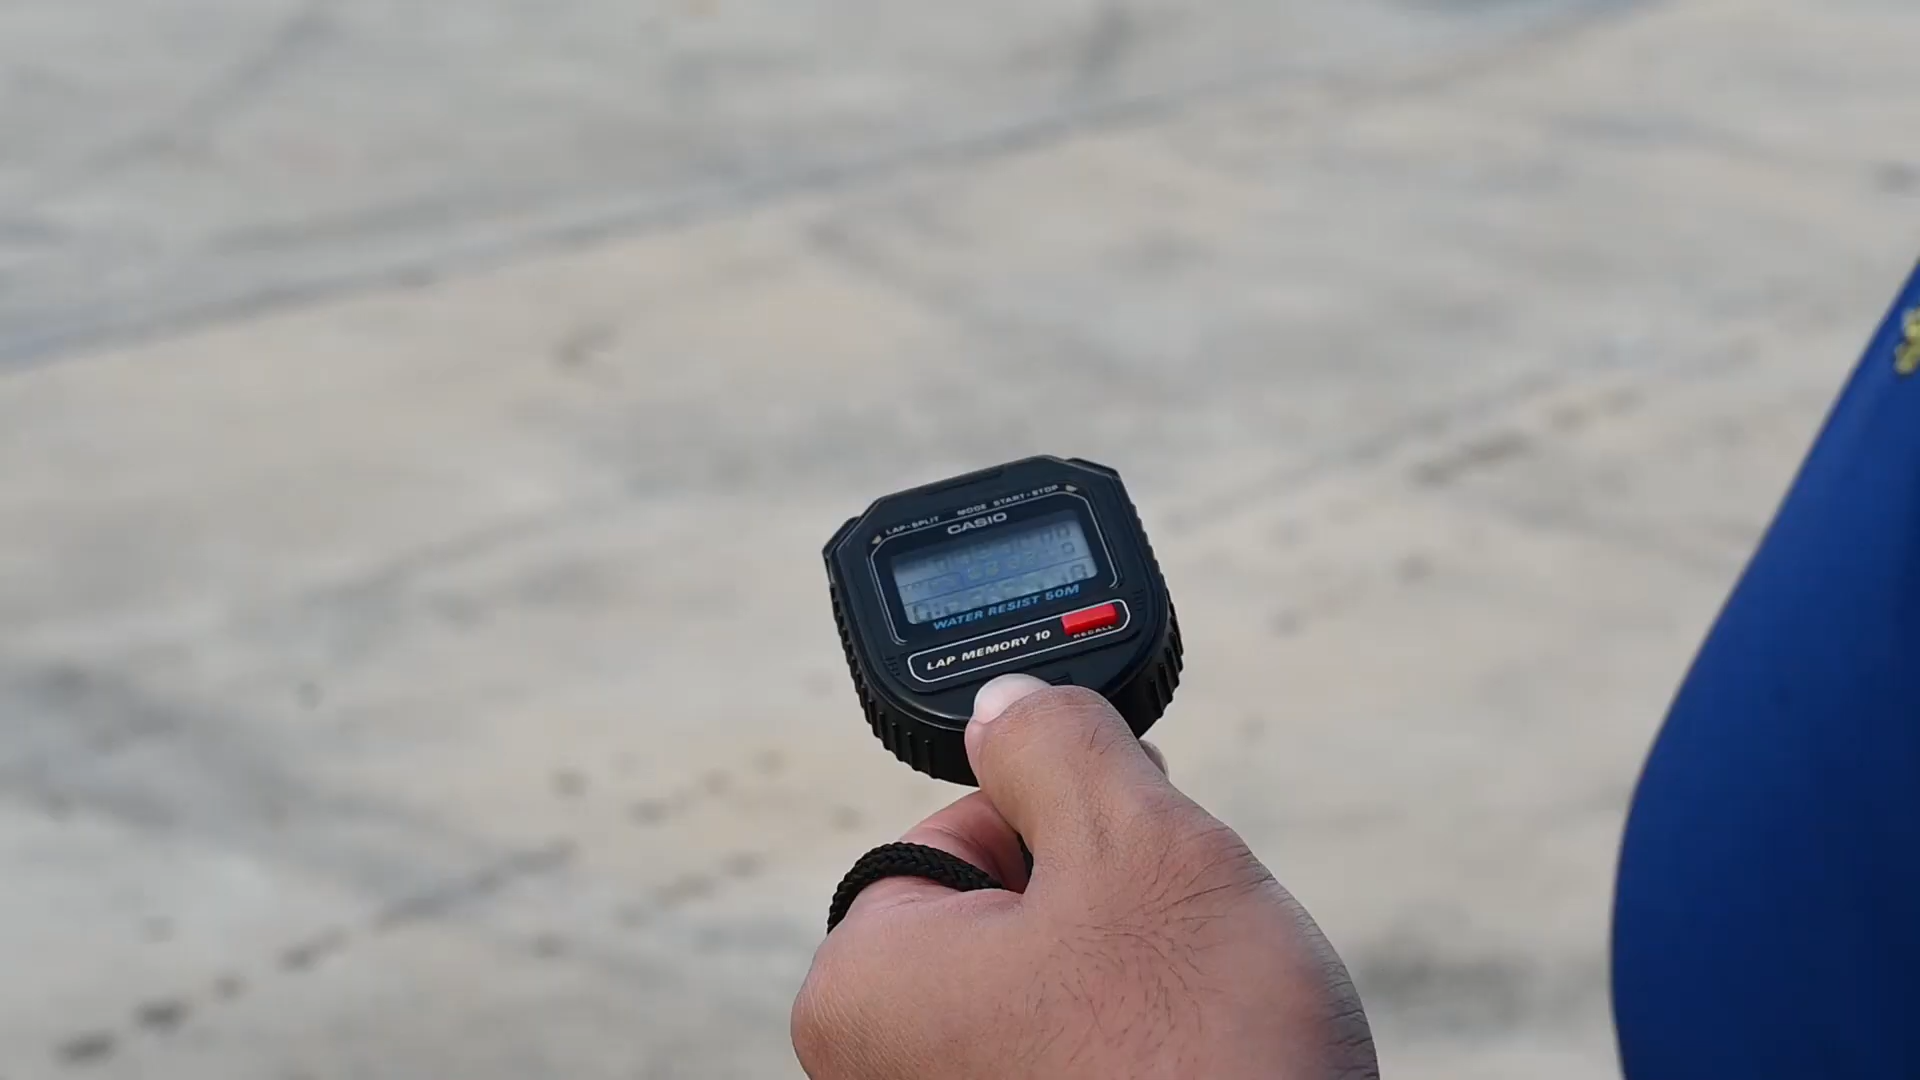 LAP-SPLIT MODE START-STOP
CASIO
WATER RESIST 50M
LAP MEMORY 10
RECALL